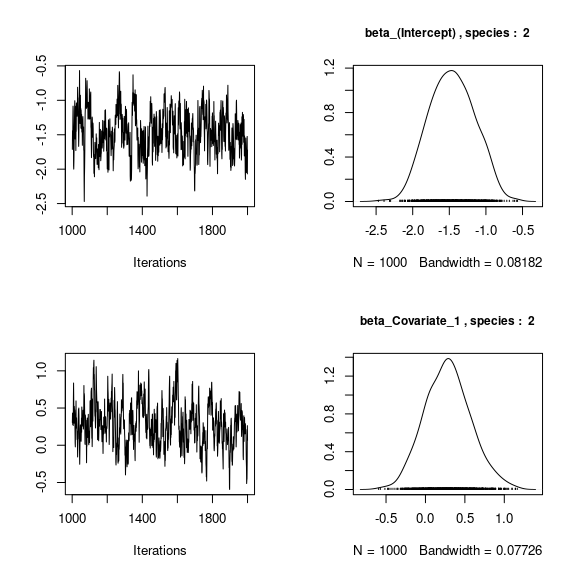 beta_(Intercept) , species : 2
-0.5
-1.0
-1.5
-2.0
-2.5
1000 1400 1800
Iterations
1.2
0.8
0.4
0.0
-2.5 -2.0 -1.5 -1.0 -0.5
N = 1000 Bandwidth = 0.08182
beta_Covariate_1 , species : 2
1.0
0.5
0.0
-0.5
1000 1400 1800
Iterations
1.2
0.8
0.4
0.0
-0.5 0.0 0.5 1.0
N = 1000 Bandwidth = 0.07726